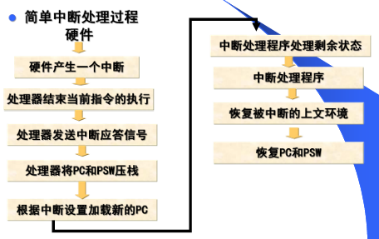 简单中断处理过程
硬件
硬件产生一个中断
处理器结束当前指令的执行
处理器发送中断应答信号
处理器将PC和PSW压栈
根据中断设置加载新的PC
中断处理程序处理剩余状态
中断处理程序
恢复被中断的上文环境
恢复PC和PSW